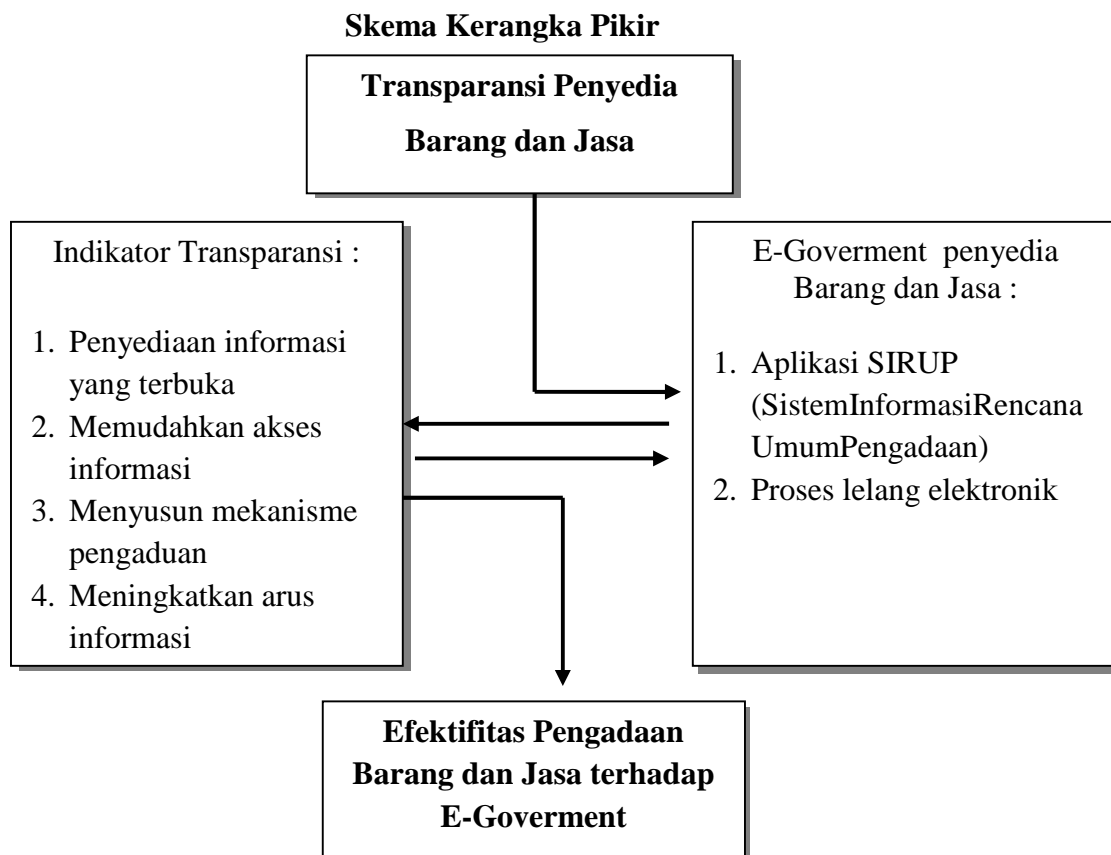 Skema Kerangka Pikir
Transparansi Penyedia
Barang dan Jasa
Indikator Transparansi :
1. Penyediaan informasi
yang terbuka
2. Memudahkan akses
informasi
3. Menyusun mekanisme
pengaduan
4. Meningkatkan arus
informasi
E-Goverment penyedia
Barang dan Jasa :
1. Aplikasi SIRUP
(SistemInformasiRencana
UmumPengadaan)
2. Proses lelang elektronik
Efektifitas Pengadaan
Barang dan Jasa terhadap
E-Goverment